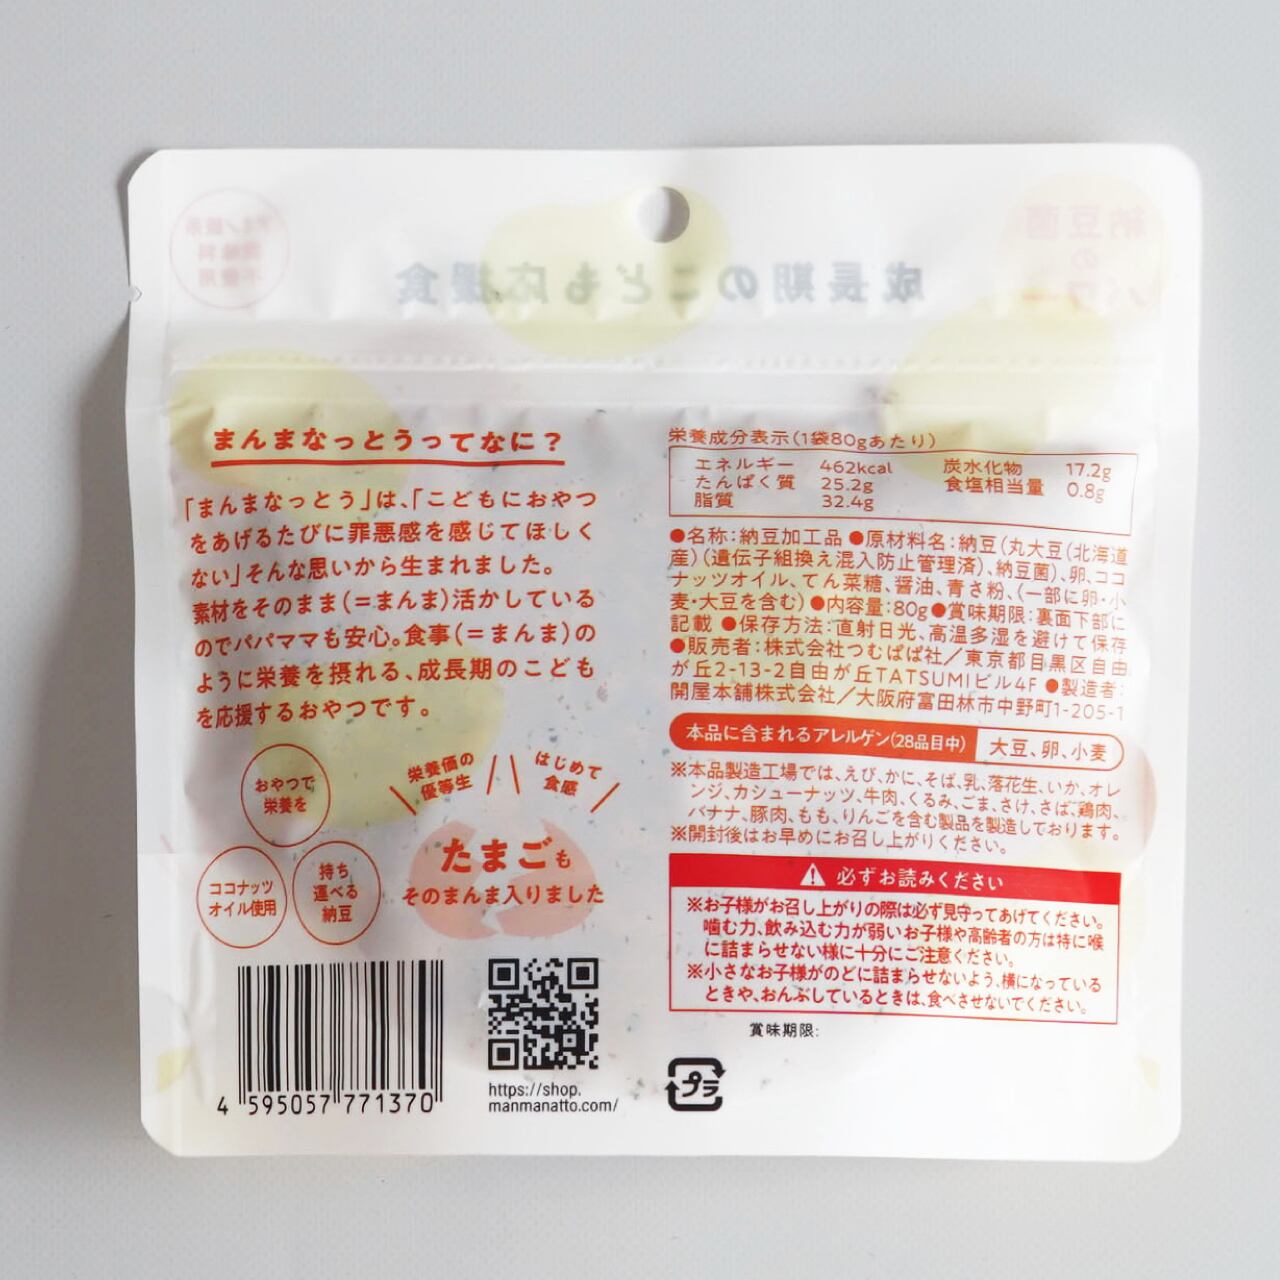 納豆菌
の
パワー
成長期のこども応援食
調味料
不使用
まんまなっとうってなに？
「まんまなっとう」は、「こどもにおやつ
をあげるたびに罪悪感を感じてほしく
ない」そんな思いから生まれました。
素材をそのまま(＝まんま)活かしている
のでパパママも安心。食事(＝まんま)の
ように栄養を摂れる、成長期のこども
を応援するおやつです。
おやつで
栄養を
ココナッツ
オイル使用
持ち
運べる
納豆
栄養価の
優等生
はじめて
食感
たまごも
そのまんま入りました
4 595057 771370
https://shop.
manmanatto.com/
栄養成分表示(1袋80gあたり)
エネルギー 462kcal 炭水化物 17.2g
たんぱく質 25.2g 食塩相当量 0.8g
脂質 32.4g
●名称:納豆加工品 ●原材料名:納豆(丸大豆(北海道
産)(遺伝子組換え混入防止管理済)、納豆菌)、卵、ココ
ナッツオイル、てん菜糖、醤油、青さ粉、(一部に卵・小
麦・大豆を含む) ●内容量:80g ●賞味期限:裏面下部に
記載 ●保存方法:直射日光、高温多湿を避けて保存
●販売者:株式会社つむぱぱ社／東京都目黒区自由
が丘2-13-2自由が丘TATSUMIビル4F ●製造者:
開屋本舗株式会社／大阪府富田林市中野町1-205-1
本品に含まれるアレルゲン(28品目中) 大豆、卵、小麦
※本品製造工場では、えび、かに、そば、乳、落花生、いか、オレ
ンジ、カシューナッツ、牛肉、くるみ、ごま、さけ、さば、鶏肉、
バナナ、豚肉、もも、りんごを含む製品を製造しております。
※開封後はお早めにお召し上がりください。
必ずお読みください
※お子様がお召し上がりの際は必ず見守ってあげてください。
噛む力、飲み込む力が弱いお子様や高齢者の方は特に喉
に詰まらせない様に十分にご注意ください。
※小さなお子様がのどに詰まらせないよう、横になっている
ときや、おんぶしているときは、食べさせないでください。
賞味期限:
プラ